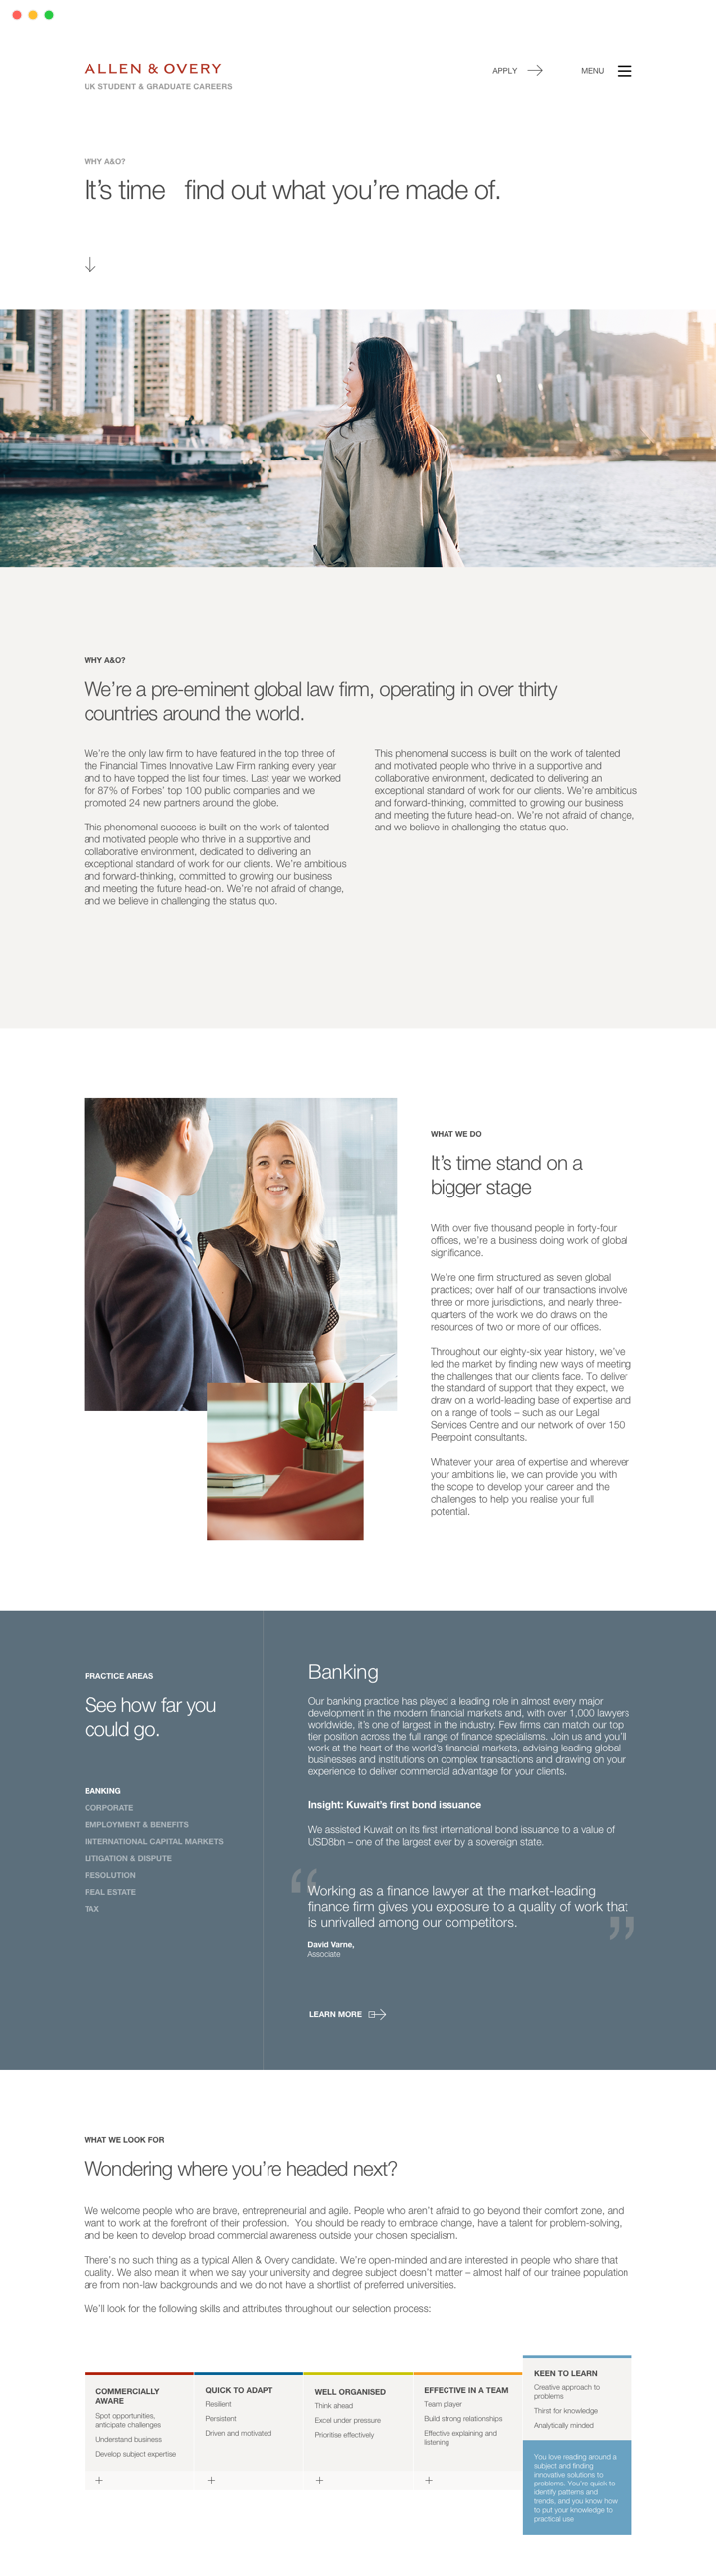 ALLEN & OVERY
UK STUDENT & GRADUATE CAREERS
APPLY
MENU
WHY A&O?
It’s time find out what you’re made of.
WHY A&O?
We’re a pre-eminent global law firm, operating in over thirty
countries around the world.
We’re the only law firm to have featured in the top three of
the Financial Times Innovative Law Firm ranking every year
and to have topped the list four times. Last year we worked
for 87% of Forbes’ top 100 public companies and we
promoted 24 new partners around the globe.
This phenomenal success is built on the work of talented
and motivated people who thrive in a supportive and
collaborative environment, dedicated to delivering an
exceptional standard of work for our clients. We’re ambitious
and forward-thinking, committed to growing our business
and meeting the future head-on. We’re not afraid of change,
and we believe in challenging the status quo.
This phenomenal success is built on the work of talented
and motivated people who thrive in a supportive and
collaborative environment, dedicated to delivering an
exceptional standard of work for our clients. We’re ambitious
and forward-thinking, committed to growing our business
and meeting the future head-on. We’re not afraid of change,
and we believe in challenging the status quo.
WHAT WE DO
It’s time stand on a
bigger stage
With over five thousand people in forty-four
offices, we’re a business doing work of global
significance.
We’re one firm structured as seven global
practices; over half of our transactions involve
three or more jurisdictions, and nearly three-
quarters of the work we do draws on the
resources of two or more of our offices.
Throughout our eighty-six year history, we’ve
led the market by finding new ways of meeting
the challenges that our clients face. To deliver
the standard of support that they expect, we
draw on a world-leading base of expertise and
on a range of tools – such as our Legal
Services Centre and our network of over 150
Peerpoint consultants.
Whatever your area of expertise and wherever
your ambitions lie, we can provide you with
the scope to develop your career and the
challenges to help you realise your full
potential.
PRACTICE AREAS
See how far you
could go.
BANKING
CORPORATE
EMPLOYMENT & BENEFITS
INTERNATIONAL CAPITAL MARKETS
LITIGATION & DISPUTE
RESOLUTION
REAL ESTATE
TAX
Banking
Our banking practice has played a leading role in almost every major
development in the modern financial markets and, with over 1,000 lawyers
worldwide, it’s one of largest in the industry. Few firms can match our top
tier position across the full range of finance specialisms. Join us and you’ll
work at the heart of the world’s financial markets, advising leading global
businesses and institutions on complex transactions and drawing on your
experience to deliver commercial advantage for your clients.
Insight: Kuwait’s first bond issuance
We assisted Kuwait on its first international bond issuance to a value of
USD8bn – one of the largest ever by a sovereign state.
“Working as a finance lawyer at the market-leading
finance firm gives you exposure to a quality of work that
is unrivalled among our competitors.”
David Varne,
Associate
LEARN MORE
WHAT WE LOOK FOR
Wondering where you’re headed next?
We welcome people who are brave, entrepreneurial and agile. People who aren’t afraid to go beyond their comfort zone, and
want to work at the forefront of their profession. You should be ready to embrace change, have a talent for problem-solving,
and be keen to develop broad commercial awareness outside your chosen specialism.
There’s no such thing as a typical Allen & Overy candidate. We’re open-minded and are interested in people who share that
quality. We also mean it when we say your university and degree subject doesn’t matter – almost half of our trainee population
are from non-law backgrounds and we do not have a shortlist of preferred universities.
We’ll look for the following skills and attributes throughout our selection process:
COMMERCIALLY
AWARE
Spot opportunities,
anticipate challenges
Understand business
Develop subject expertise
+
QUICK TO ADAPT
Resilient
Persistent
Driven and motivated
+
WELL ORGANISED
Think ahead
Excel under pressure
Prioritise effectively
+
EFFECTIVE IN A TEAM
Team player
Build strong relationships
Effective explaining and
listening
+
KEEN TO LEARN
Creative approach to
problems
Thirst for knowledge
Analytically minded
You love reading around a
subject and finding
innovative solutions to
problems. You’re quick to
identify patterns and
trends, and you know how
to put your knowledge to
practical use